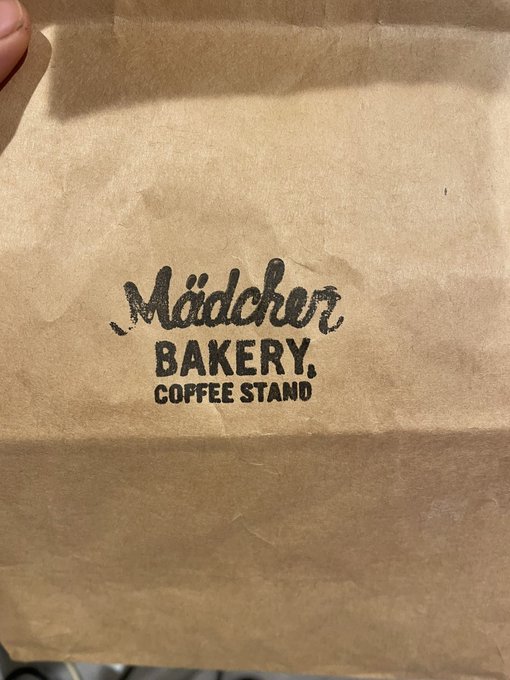 Mädchen
BAKERY &
COFFEE STAND